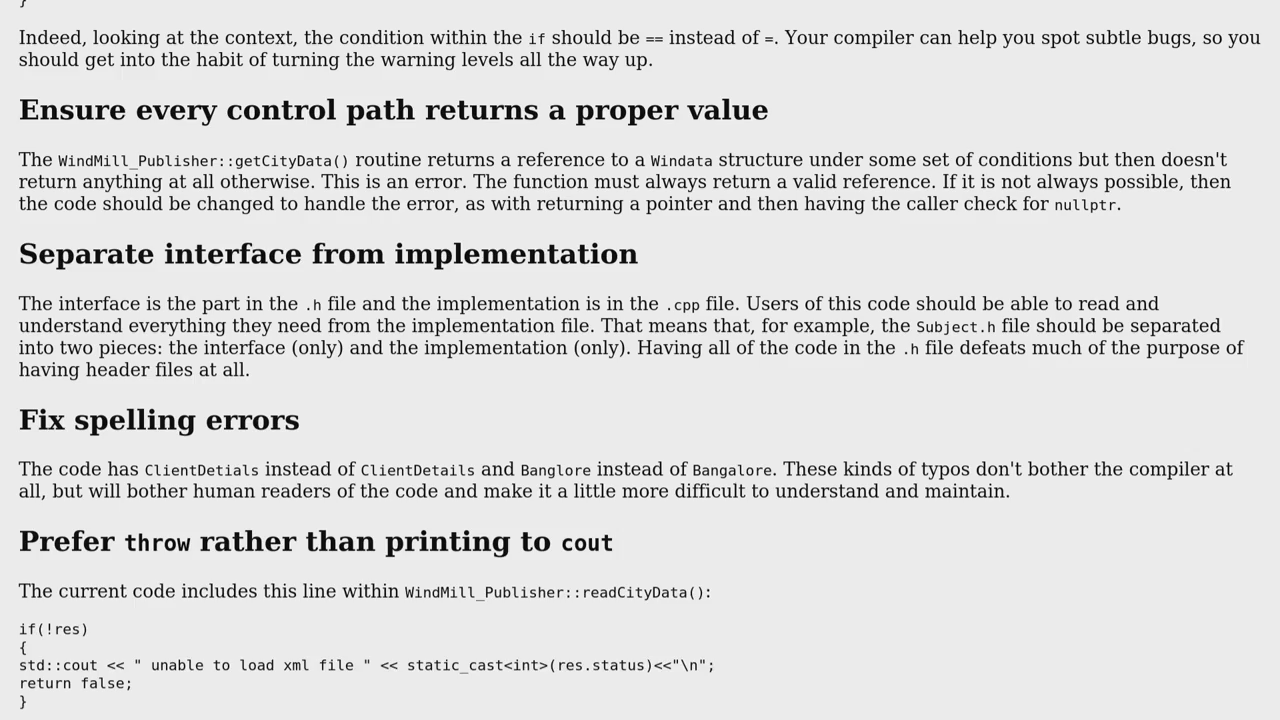 }
Indeed, looking at the context, the condition within the if should be == instead of =. Your compiler can help you spot subtle bugs, so you
should get into the habit of turning the warning levels all the way up.
Ensure every control path returns a proper value
The WindMill_Publisher::getCityData() routine returns a reference to a Windata structure under some set of conditions but then doesn't
return anything at all otherwise. This is an error. The function must always return a valid reference. If it is not always possible, then
the code should be changed to handle the error, as with returning a pointer and then having the caller check for nullptr.
Separate interface from implementation
The interface is the part in the .h file and the implementation is in the .cpp file. Users of this code should be able to read and
understand everything they need from the implementation file. That means that, for example, the Subject.h file should be separated
into two pieces: the interface (only) and the implementation (only). Having all of the code in the .h file defeats much of the purpose of
having header files at all.
Fix spelling errors
The code has ClientDetials instead of ClientDetails and Banglore instead of Bangalore. These kinds of typos don't bother the compiler at
all, but will bother human readers of the code and make it a little more difficult to understand and maintain.
Prefer throw rather than printing to cout
The current code includes this line within WindMill_Publisher::readCityData():
if(!res)
{
std::cout << " unable to load xml file " << static_cast<int>(res.status)<<"\n";
return false;
}